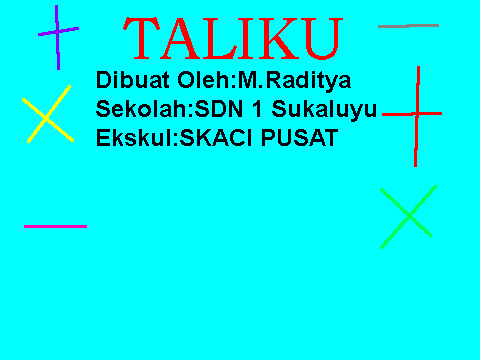 TALIKU
Dibuat Oleh:M.Raditya
Sekolah:SDN 1 Sukaluyu
Ekskul:SKACI PUSAT